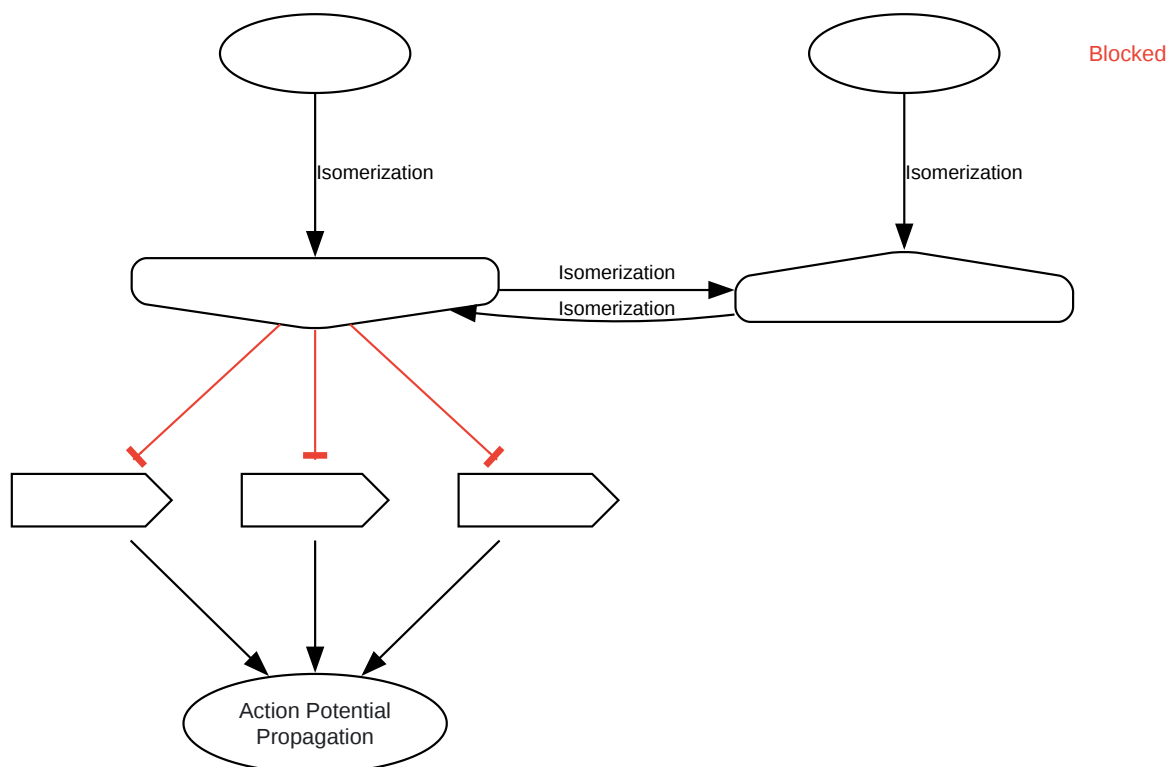 Blocked
Isomerization
Isomerization
Isomerization
Isomerization
Action Potential
Propagation